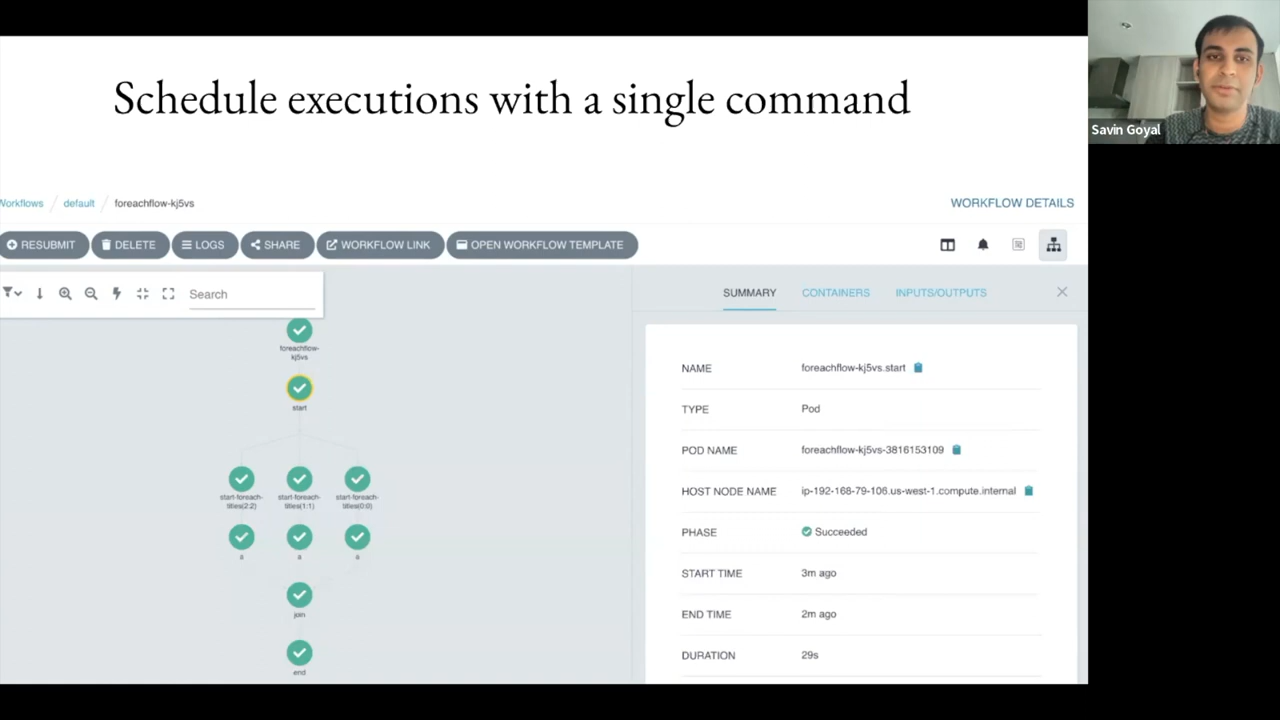 Schedule executions with a single command
Savin Goyal
Workflows / default / foreachflow-kj5vs
WORKFLOW DETAILS
RESUBMIT
DELETE
LOGS
SHARE
WORKFLOW LINK
OPEN WORKFLOW TEMPLATE
Search
foreachflow-
kj5vs
start
start-foreach-
titles(2:2)
start-foreach-
titles(1:1)
start-foreach-
titles(0:0)
a
a
a
join
end
SUMMARY
CONTAINERS
INPUTS/OUTPUTS
NAME foreachflow-kj5vs.start
TYPE Pod
POD NAME foreachflow-kj5vs-3816153109
HOST NODE NAME ip-192-168-79-106.us-west-1.compute.internal
PHASE Succeeded
START TIME 3m ago
END TIME 2m ago
DURATION 29s